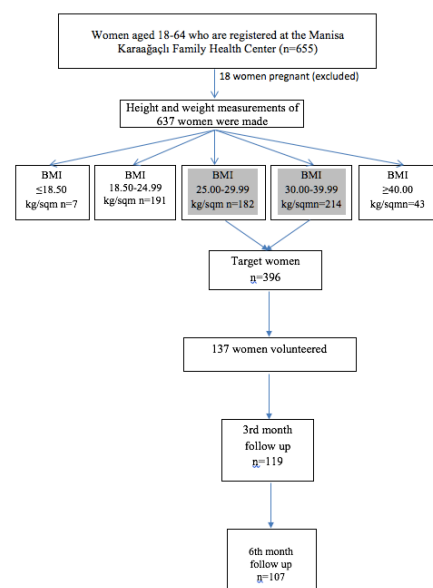 Women aged 18-64 who are registered at the Manisa
Karaağaçlı Family Health Center (n=655)
18 women pregnant (excluded)
Height and weight measurements of
637 women were made
BMI
≤18.50
kg/sqm n=7
BMI
18.50-24.99
kg/sqm n=191
BMI
25.00-29.99
kg/sqm n=182
BMI
30.00-39.99
kg/sqmn=214
BMI
≥40.00
kg/sqmn=43
Target women
n=396
137 women volunteered
3rd month
follow up
n=119
6th month
follow up
n=107